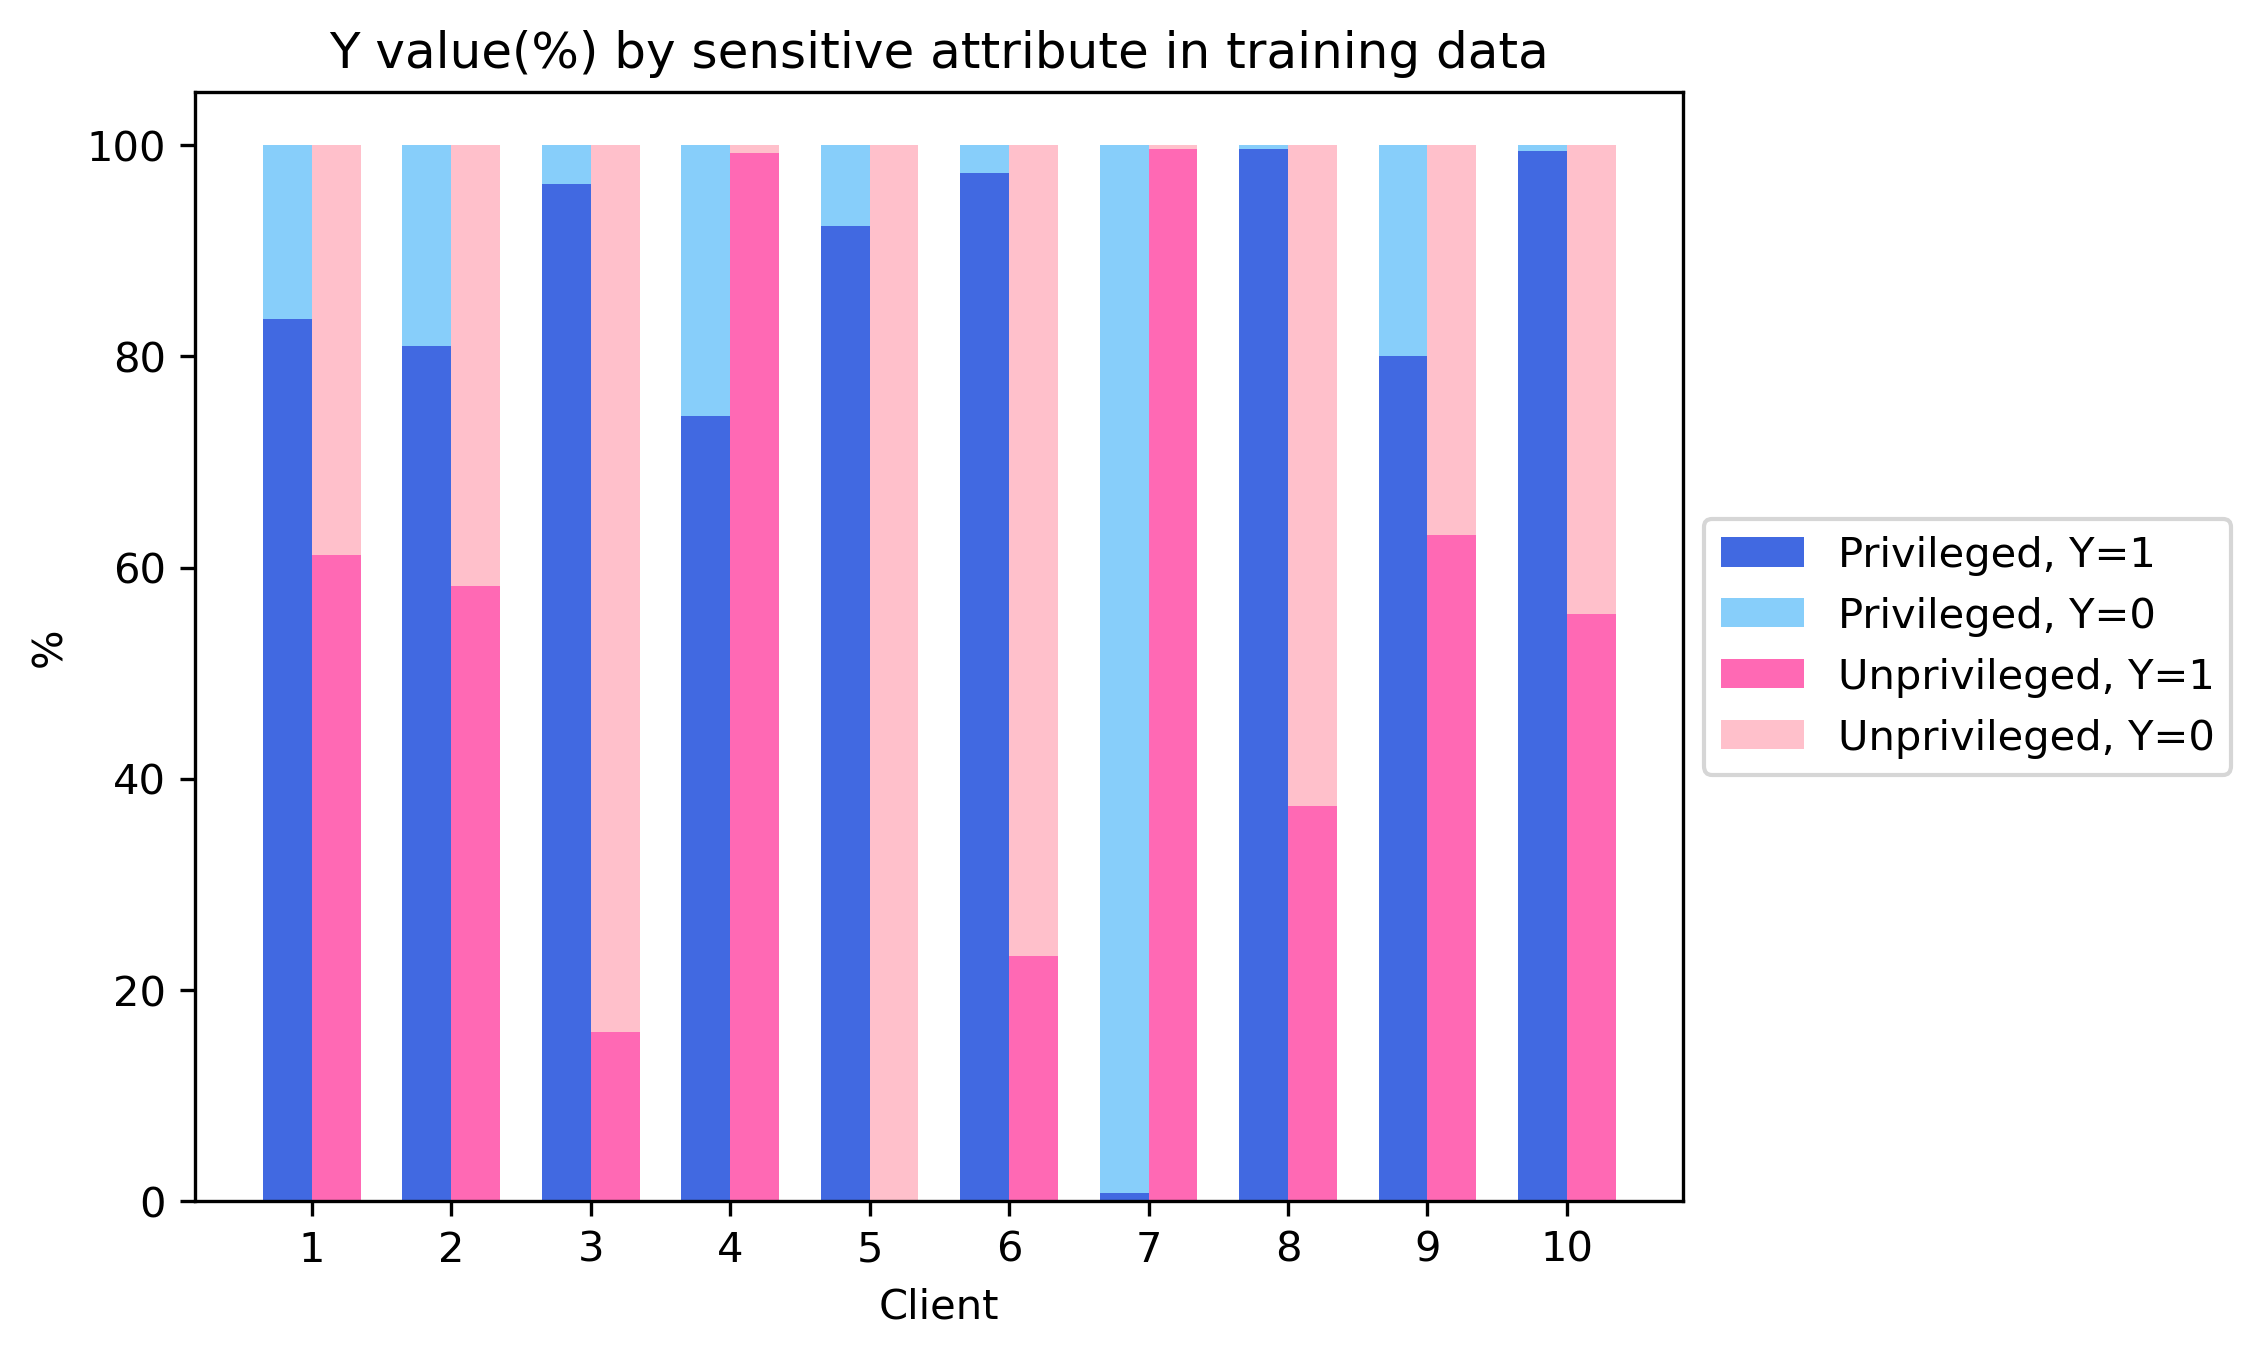 Y value(%) by sensitive attribute in training data
100
80
60
40
20
0
%
1 2 3 4 5 6 7 8 9 10
Client
Privileged, Y=1
Privileged, Y=0
Unprivileged, Y=1
Unprivileged, Y=0